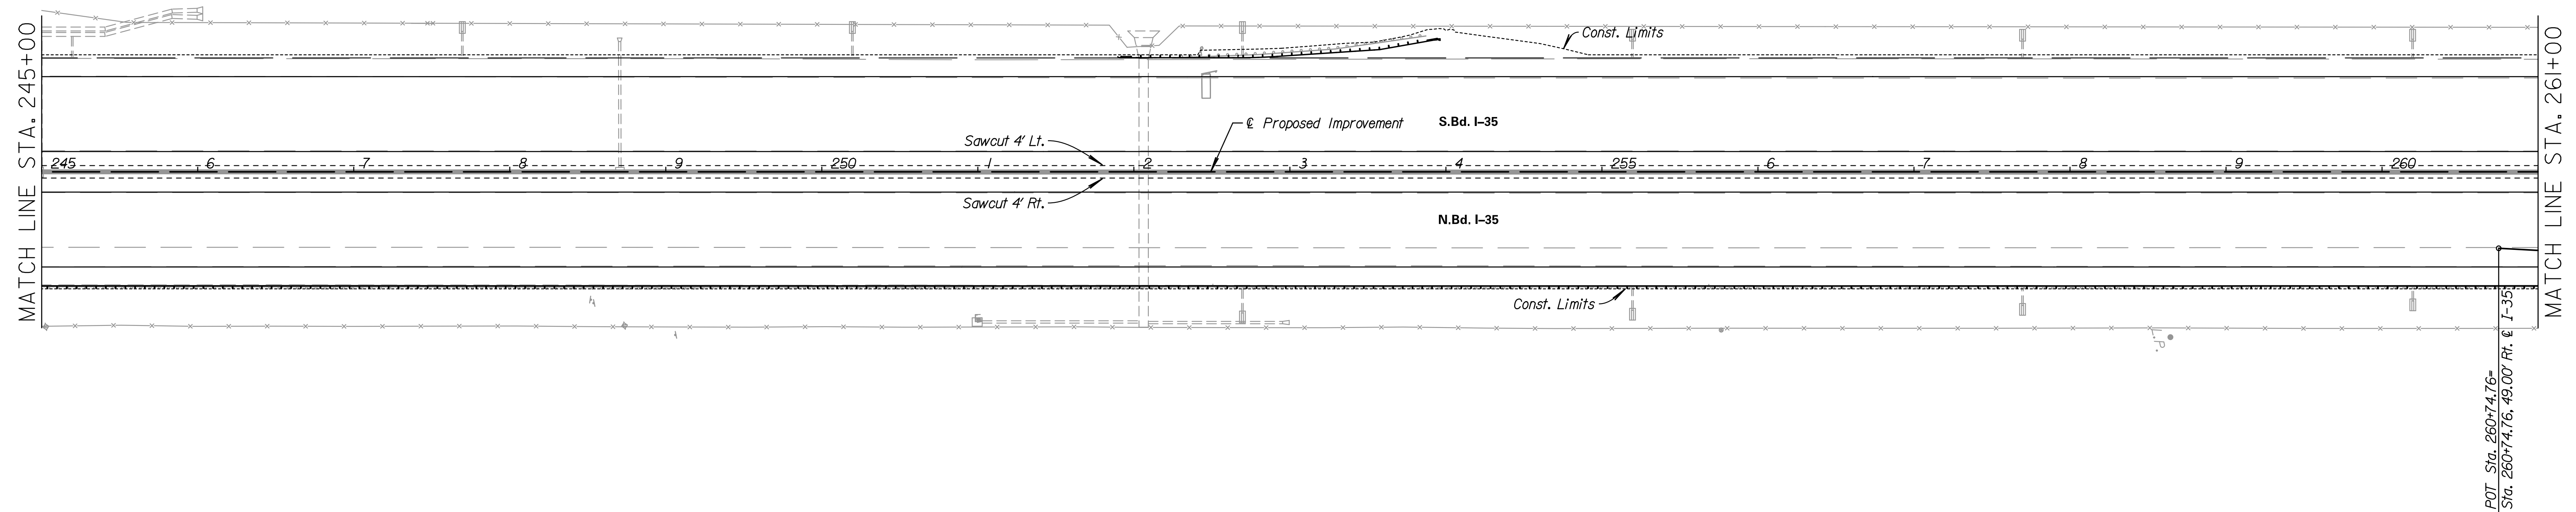 MATCH LINE STA. 245+00
Const. Limits
℄ Proposed Improvement
S.Bd. I-35
Sawcut 4' Lt.
245 6 7 8 9 250 1 2 3 4 255 6 7 8 9 260
Sawcut 4' Rt.
N.Bd. I-35
Const. Limits
POT Sta. 260+74.76=
Sta. 260+74.76, 49.00' Rt. ℄ I-35
MATCH LINE STA. 261+00